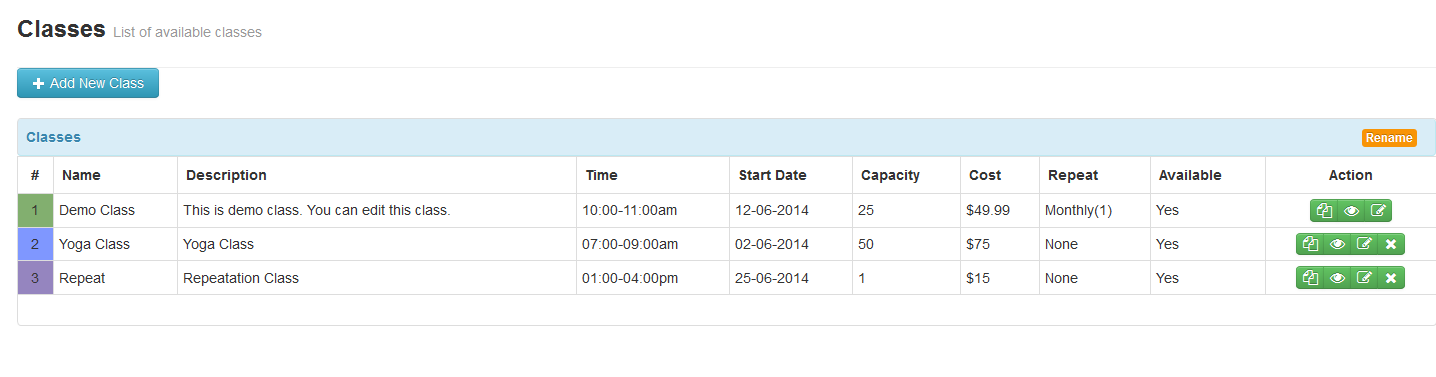 Classes List of available classes
Add New Class
Classes Rename
# Name Description Time Start Date Capacity Cost Repeat Available Action
1 Demo Class This is demo class. You can edit this class. 10:00-11:00am 12-06-2014 25 $49.99 Monthly(1) Yes
2 Yoga Class Yoga Class 07:00-09:00am 02-06-2014 50 $75 None Yes
3 Repeat Repeatation Class 01:00-04:00pm 25-06-2014 1 $15 None Yes